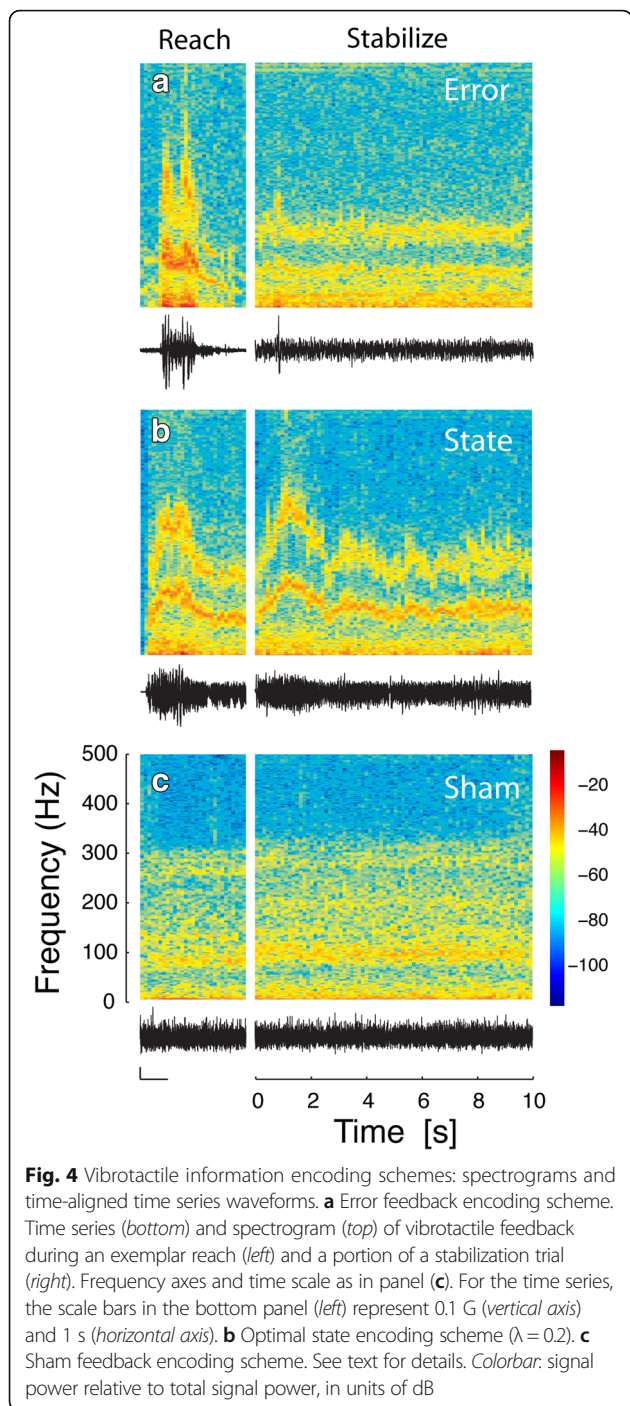 Reach Stabilize
a Error
b State
c Sham
500
400
300
200
100
0
Frequency (Hz)
−20
−40
−60
−80
−100
0 2 4 6 8 10
Time [s]
Fig. 4 Vibrotactile information encoding schemes: spectrograms and
time-aligned time series waveforms. a Error feedback encoding scheme.
Time series (bottom) and spectrogram (top) of vibrotactile feedback
during an exemplar reach (left) and a portion of a stabilization trial
(right). Frequency axes and time scale as in panel (c). For the time series,
the scale bars in the bottom panel (left) represent 0.1 G (vertical axis)
and 1 s (horizontal axis). b Optimal state encoding scheme (λ = 0.2). c
Sham feedback encoding scheme. See text for details. Colorbar: signal
power relative to total signal power, in units of dB